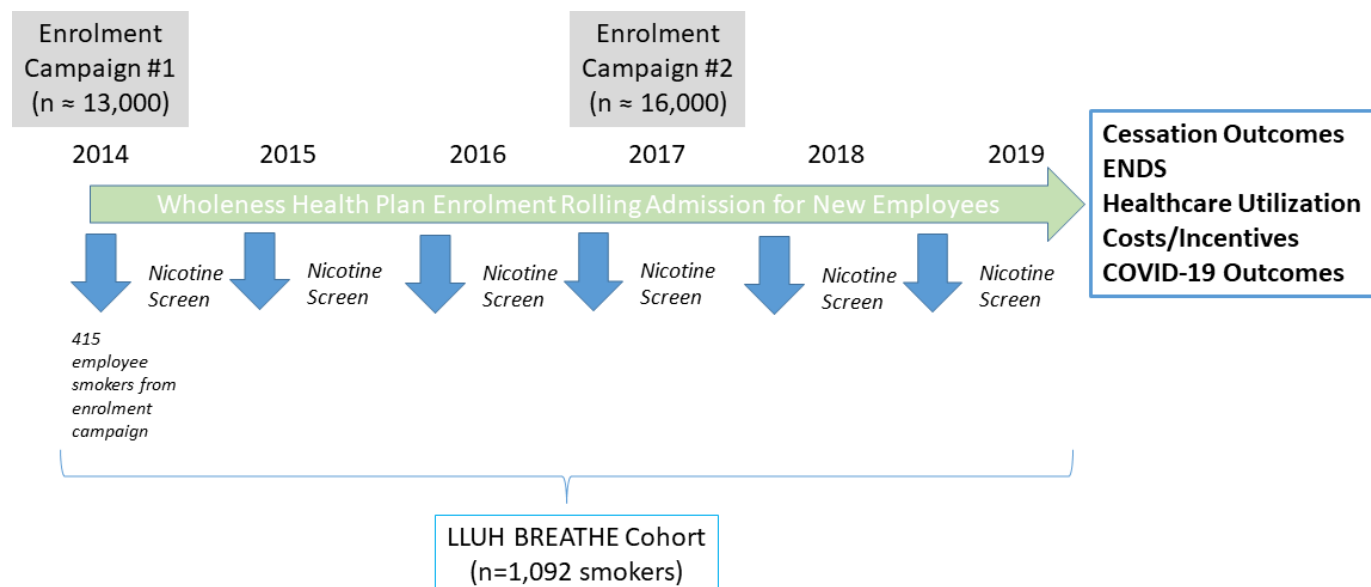 Enrolment
Campaign #1
(n ≈ 13,000)
Enrolment
Campaign #2
(n ≈ 16,000)
2014
2015
2016
2017
2018
2019
Wholeness Health Plan Enrolment Rolling Admission for New Employees
Nicotine
Screen
Nicotine
Screen
Nicotine
Screen
Nicotine
Screen
Nicotine
Screen
Nicotine
Screen
Cessation Outcomes
ENDS
Healthcare Utilization
Costs/Incentives
COVID-19 Outcomes
415
employee
smokers from
enrolment
campaign
LLUH BREATHE Cohort
(n=1,092 smokers)